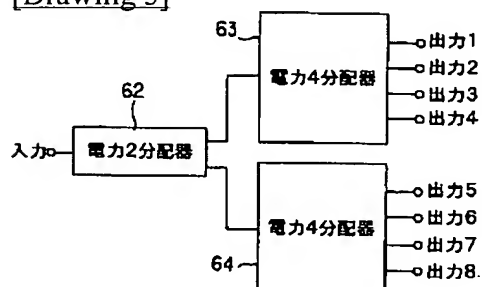 [Drawing 5]
63
電力4分配器
出力1
出力2
出力3
出力4
62
入力
電力2分配器
電力4分配器
64
出力5
出力6
出力7
出力8